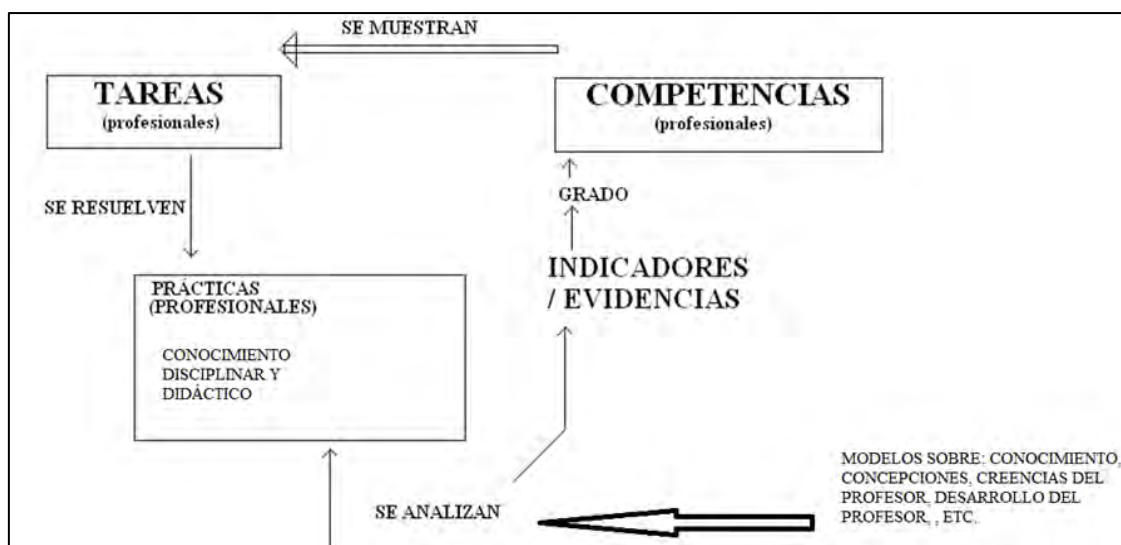 SE MUESTRAN
TAREAS
(profesionales)
COMPETENCIAS
(profesionales)
SE RESUELVEN
GRADO
INDICADORES
/ EVIDENCIAS
PRÁCTICAS
(PROFESIONALES)
CONOCIMIENTO
DISCIPLINAR Y
DIDÁCTICO
SE ANALIZAN
MODELOS SOBRE: CONOCIMIENTO,
CONCEPCIONES, CREENCIAS DEL
PROFESOR, DESARROLLO DEL
PROFESOR, , ETC.